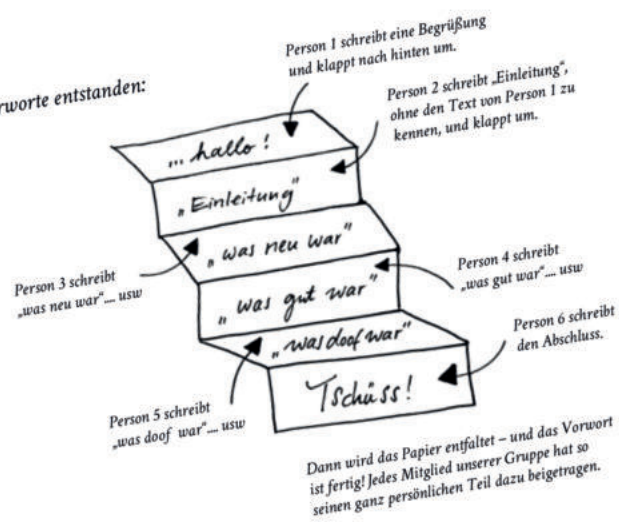 Person 1 schreibt eine Begrüßung
und klappt nach hinten um.
rworte entstanden:
Person 2 schreibt „Einleitung“,
ohne den Text von Person 1 zu
kennen, und klappt um.
... hallo!
„Einleitung"
„was neu war"
Person 3 schreibt
„was neu war“.... usw
„was gut war"
Person 4 schreibt
„was gut war“.... usw
„was doof war"
Person 5 schreibt
„was doof war“.... usw
Person 6 schreibt
den Abschluss.
Tschüss!
Dann wird das Papier entfaltet – und das Vorwort
ist fertig! Jedes Mitglied unserer Gruppe hat so
seinen ganz persönlichen Teil dazu beigetragen.